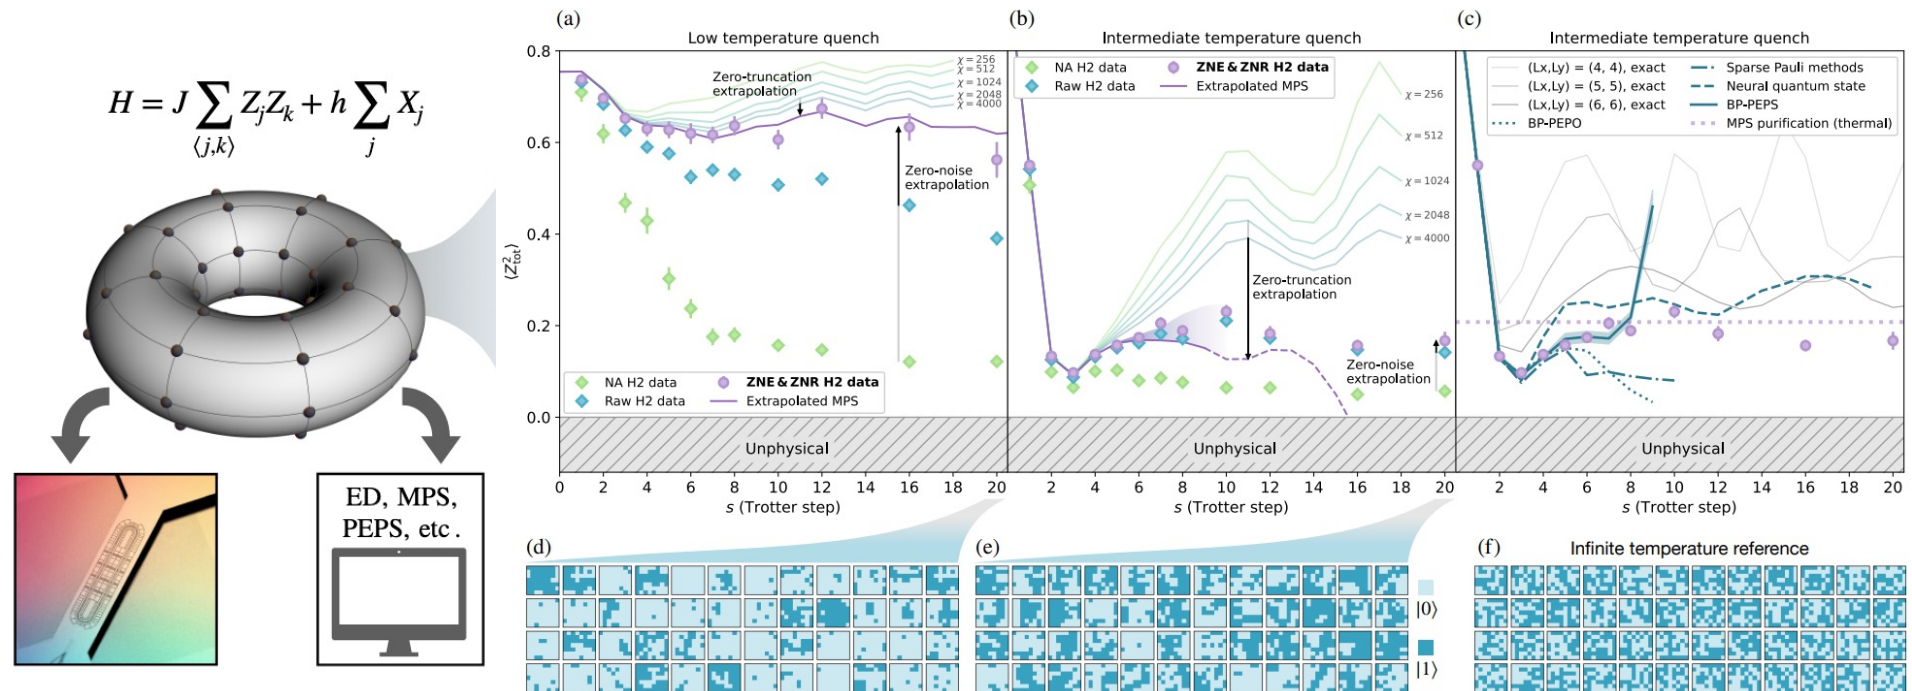 H = J ∑ Z_j Z_k + h ∑ X_j
⟨j,k⟩ j
ED, MPS,
PEPS, etc .
(a)
Low temperature quench
0.8
0.6
0.4
0.2
0.0
⟨Z²_tot⟩
Zero-truncation
extrapolation
χ = 256
χ = 512
χ = 1024
χ = 2048
χ = 4000
Zero-noise
extrapolation
NA H2 data
Raw H2 data
ZNE & ZNR H2 data
Extrapolated MPS
Unphysical
0 2 4 6 8 10 12 14 16 18 20
s (Trotter step)
(b)
Intermediate temperature quench
NA H2 data
Raw H2 data
ZNE & ZNR H2 data
Extrapolated MPS
χ = 256
χ = 512
χ = 1024
χ = 2048
χ = 4000
Zero-truncation
extrapolation
Zero-noise
extrapolation
Unphysical
2 4 6 8 10 12 14 16 18 20
s (Trotter step)
(c)
Intermediate temperature quench
(Lx,Ly) = (4, 4), exact
(Lx,Ly) = (5, 5), exact
(Lx,Ly) = (6, 6), exact
BP-PEPO
Sparse Pauli methods
Neural quantum state
BP-PEPS
MPS purification (thermal)
Unphysical
2 4 6 8 10 12 14 16 18 20
s (Trotter step)
(d)
(e)
|0⟩
|1⟩
(f)
Infinite temperature reference